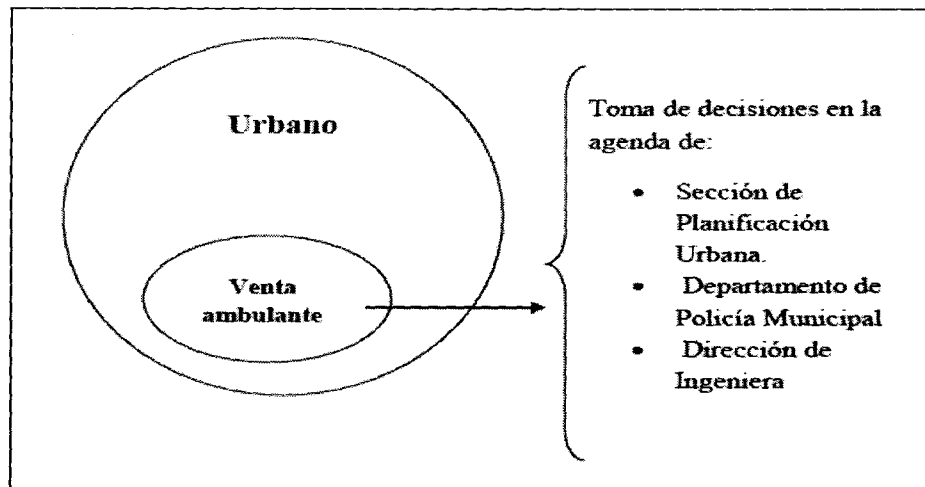 Urbano
Venta
ambulante
Toma de decisiones en la
agenda de:
• Sección de
Planificación
Urbana.
• Departamento de
Policía Municipal
• Dirección de
Ingeniera